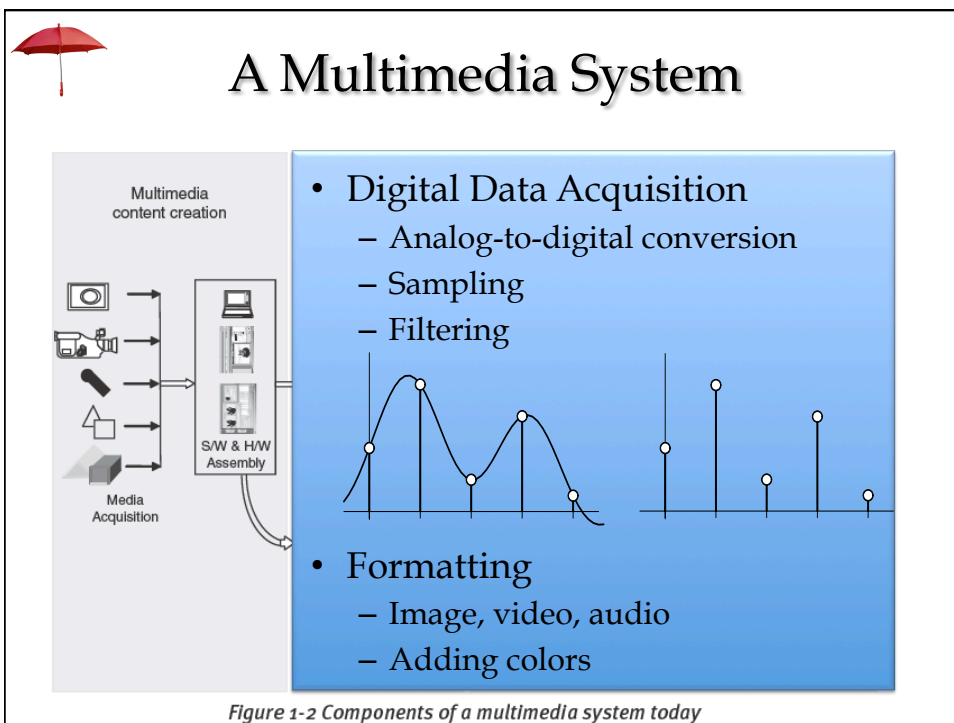 A Multimedia System
Multimedia
content creation
S/W & H/W
Assembly
Media
Acquisition
• Digital Data Acquisition
– Analog-to-digital conversion
– Sampling
– Filtering
• Formatting
– Image, video, audio
– Adding colors
Figure 1-2 Components of a multimedia system today